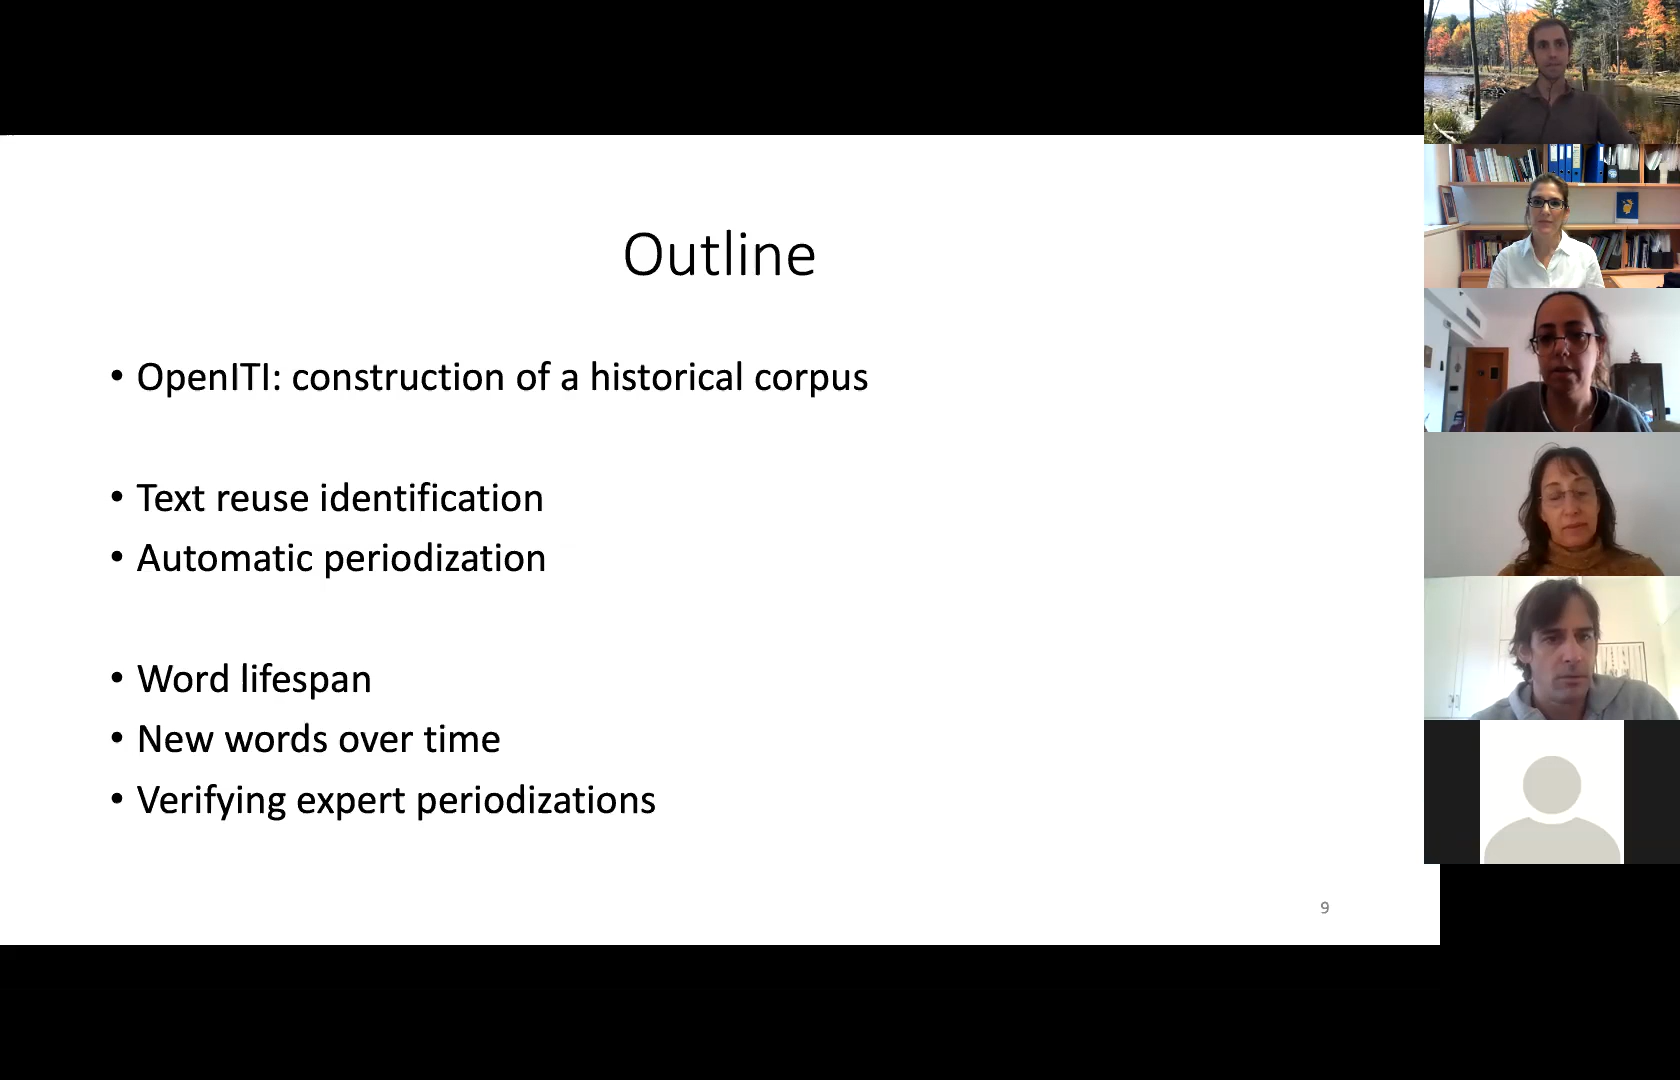 Outline
• OpenITI: construction of a historical corpus
• Text reuse identification
• Automatic periodization
• Word lifespan
• New words over time
• Verifying expert periodizations
9